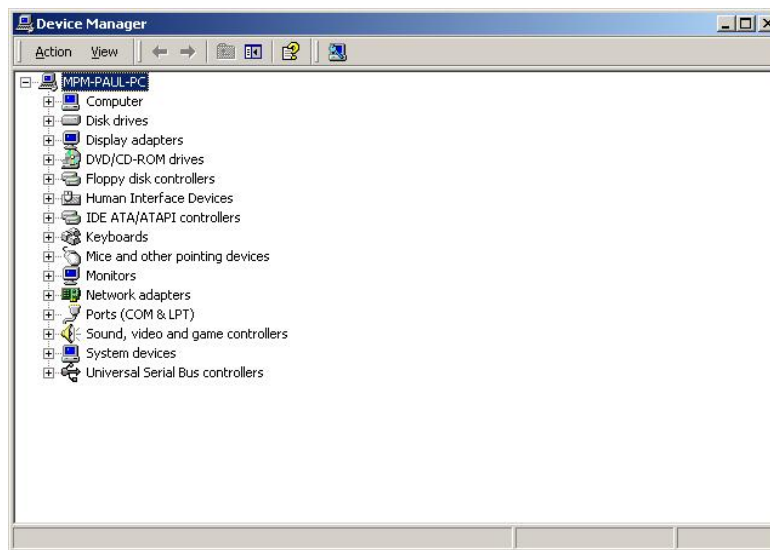 Device Manager
Action View
MPM-PAUL-PC
Computer
Disk drives
Display adapters
DVD/CD-ROM drives
Floppy disk controllers
Human Interface Devices
IDE ATA/ATAPI controllers
Keyboards
Mice and other pointing devices
Monitors
Network adapters
Ports (COM & LPT)
Sound, video and game controllers
System devices
Universal Serial Bus controllers